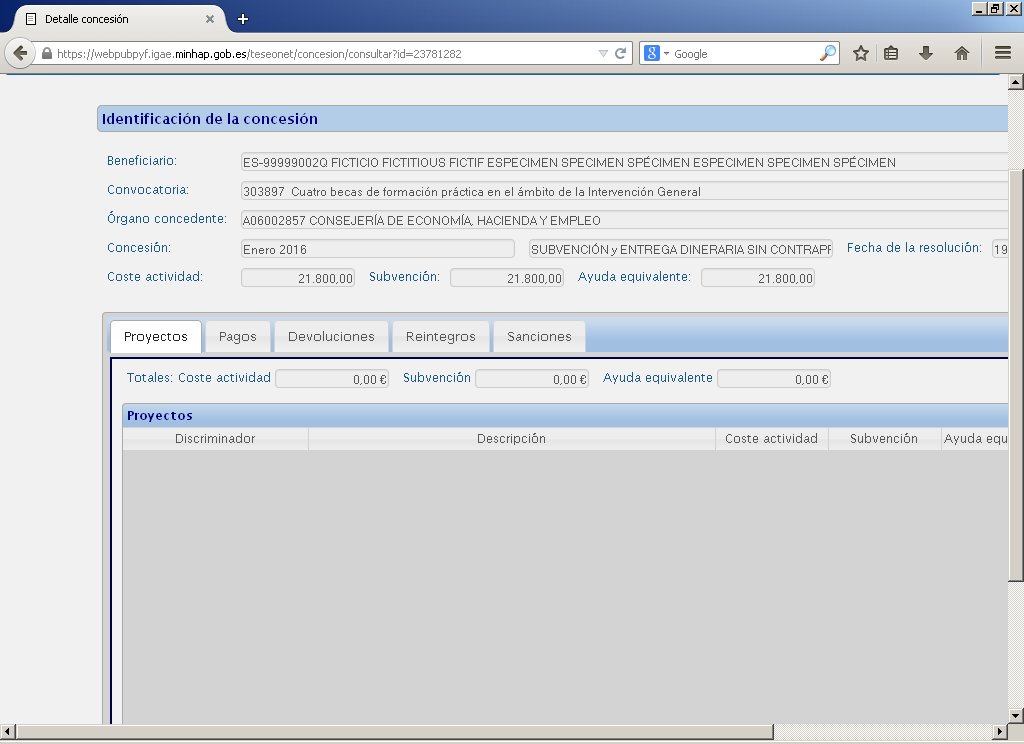 Detalle concesión
https://webpubpyf.igae.minhap.gob.es/teseonet/concesion/consultar?id=23781282
Google
Identificación de la concesión
Beneficiario: ES-99999002Q FICTICIO FICTITIOUS FICTIF ESPECIMEN SPECIMEN SPÉCIMEN ESPECIMEN SPECIMEN SPÉCIMEN
Convocatoria: 303897 Cuatro becas de formación práctica en el ámbito de la Intervención General
Órgano concedente: A06002857 CONSEJERÍA DE ECONOMÍA, HACIENDA Y EMPLEO
Concesión: Enero 2016 SUBVENCIÓN y ENTREGA DINERARIA SIN CONTRAPR Fecha de la resolución: 19
Coste actividad: 21.800,00 Subvención: 21.800,00 Ayuda equivalente: 21.800,00
Proyectos Pagos Devoluciones Reintegros Sanciones
Totales: Coste actividad 0,00 € Subvención 0,00 € Ayuda equivalente 0,00 €
Proyectos
Discriminador Descripción Coste actividad Subvención Ayuda equ